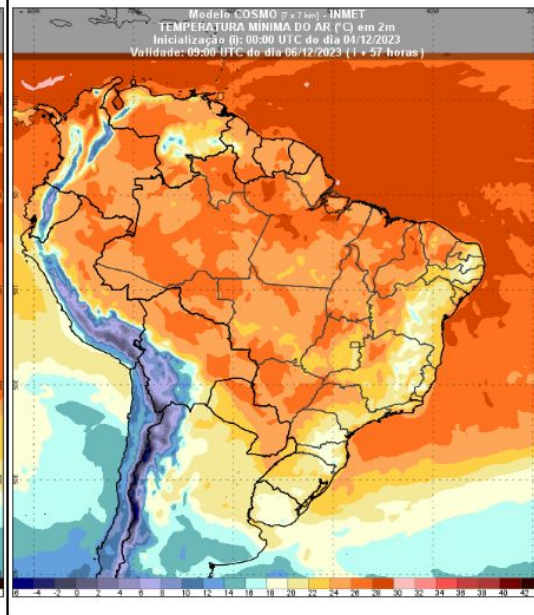 Modelo COSMO [7 x 7 km] - INMET
TEMPERATURA MÍNIMA DO AR (°C) em 2m
Inicialização (i): 00:00 UTC do dia 04/12/2023
Validade: 09:00 UTC do dia 06/12/2023 ( i + 57 horas )
-6 -4 -2 0 2 4 6 8 10 12 14 16 18 20 22 24 26 28 30 32 34 36 38 40 42